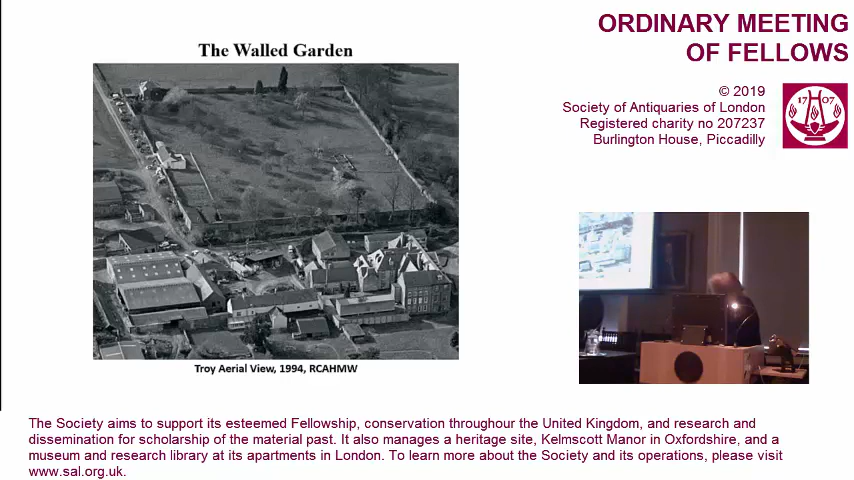 The Walled Garden
Troy Aerial View, 1994, RCAHMW
ORDINARY MEETING
OF FELLOWS
© 2019
Society of Antiquaries of London
Registered charity no 207237
Burlington House, Piccadilly
17 07
The Society aims to support its esteemed Fellowship, conservation throughour the United Kingdom, and research and
dissemination for scholarship of the material past. It also manages a heritage site, Kelmscott Manor in Oxfordshire, and a
museum and research library at its apartments in London. To learn more about the Society and its operations, please visit
www.sal.org.uk.